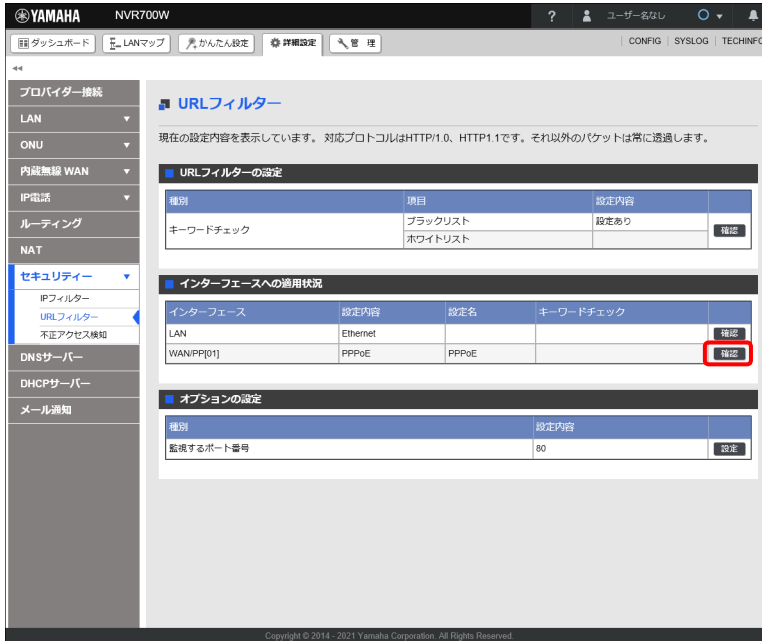 YAMAHA NVR700W ? ユーザー名なし
ダッシュボード LANマップ かんたん設定 詳細設定 管 理 CONFIG | SYSLOG | TECHINFO
プロバイダー接続
LAN
ONU
内蔵無線 WAN
IP電話
ルーティング
NAT
セキュリティー
IPフィルター
URLフィルター
不正アクセス検知
DNSサーバー
DHCPサーバー
メール通知
URLフィルター
現在の設定内容を表示しています。 対応プロトコルはHTTP/1.0、HTTP1.1です。それ以外のパケットは常に透過します。
URLフィルターの設定
種別 項目 設定内容
キーワードチェック ブラックリスト 設定あり 確認
ホワイトリスト
インターフェースへの適用状況
インターフェース 設定内容 設定名 キーワードチェック
LAN Ethernet 確認
WAN/PP[01] PPPoE PPPoE 確認
オプションの設定
種別 設定内容
監視するポート番号 80 設定
Copyright © 2014 - 2021 Yamaha Corporation. All Rights Reserved.